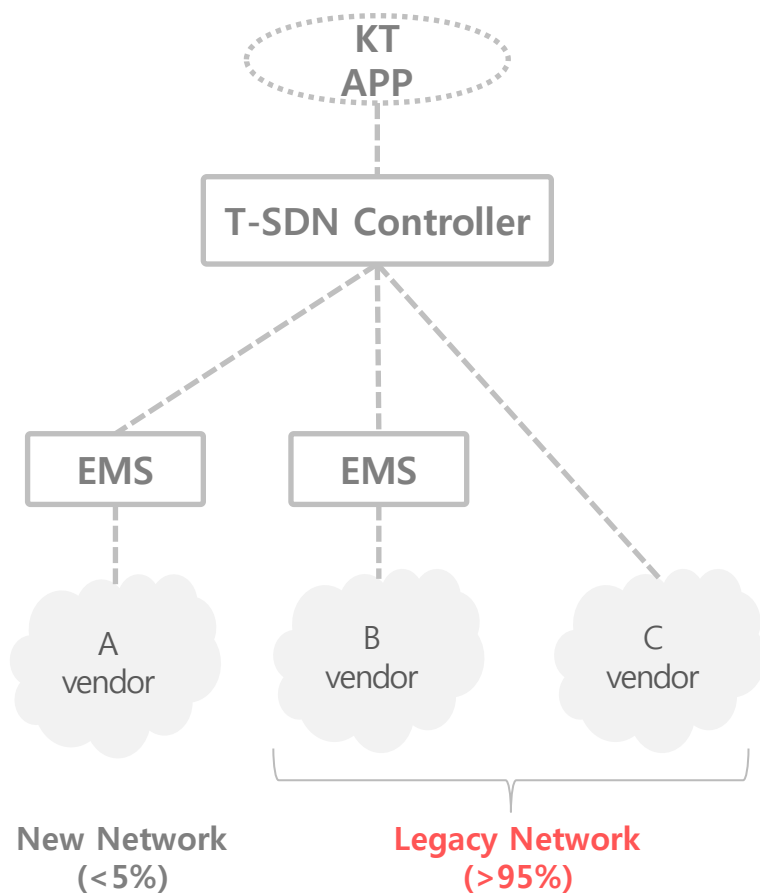 KT
APP
T-SDN Controller
EMS
EMS
A
vendor
B
vendor
C
vendor
New Network
(<5%)
Legacy Network
(>95%)